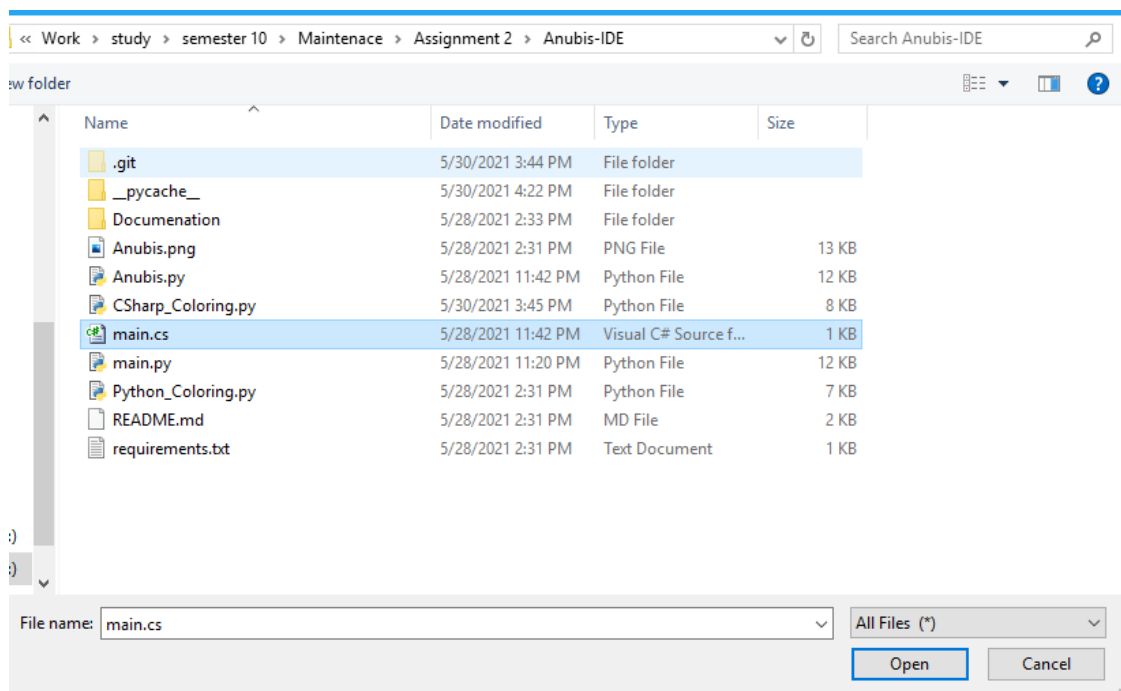 « Work > study > semester 10 > Maintenace > Assignment 2 > Anubis-IDE Search Anubis-IDE
ew folder ?
Name Date modified Type Size
.git 5/30/2021 3:44 PM File folder
__pycache__ 5/30/2021 4:22 PM File folder
Documenation 5/28/2021 2:33 PM File folder
Anubis.png 5/28/2021 2:31 PM PNG File 13 KB
Anubis.py 5/28/2021 11:42 PM Python File 12 KB
CSharp_Coloring.py 5/30/2021 3:45 PM Python File 8 KB
main.cs 5/28/2021 11:42 PM Visual C# Source f... 1 KB
main.py 5/28/2021 11:20 PM Python File 12 KB
Python_Coloring.py 5/28/2021 2:31 PM Python File 7 KB
README.md 5/28/2021 2:31 PM MD File 2 KB
requirements.txt 5/28/2021 2:31 PM Text Document 1 KB
:)
:)
File name: main.cs All Files (*)
Open Cancel